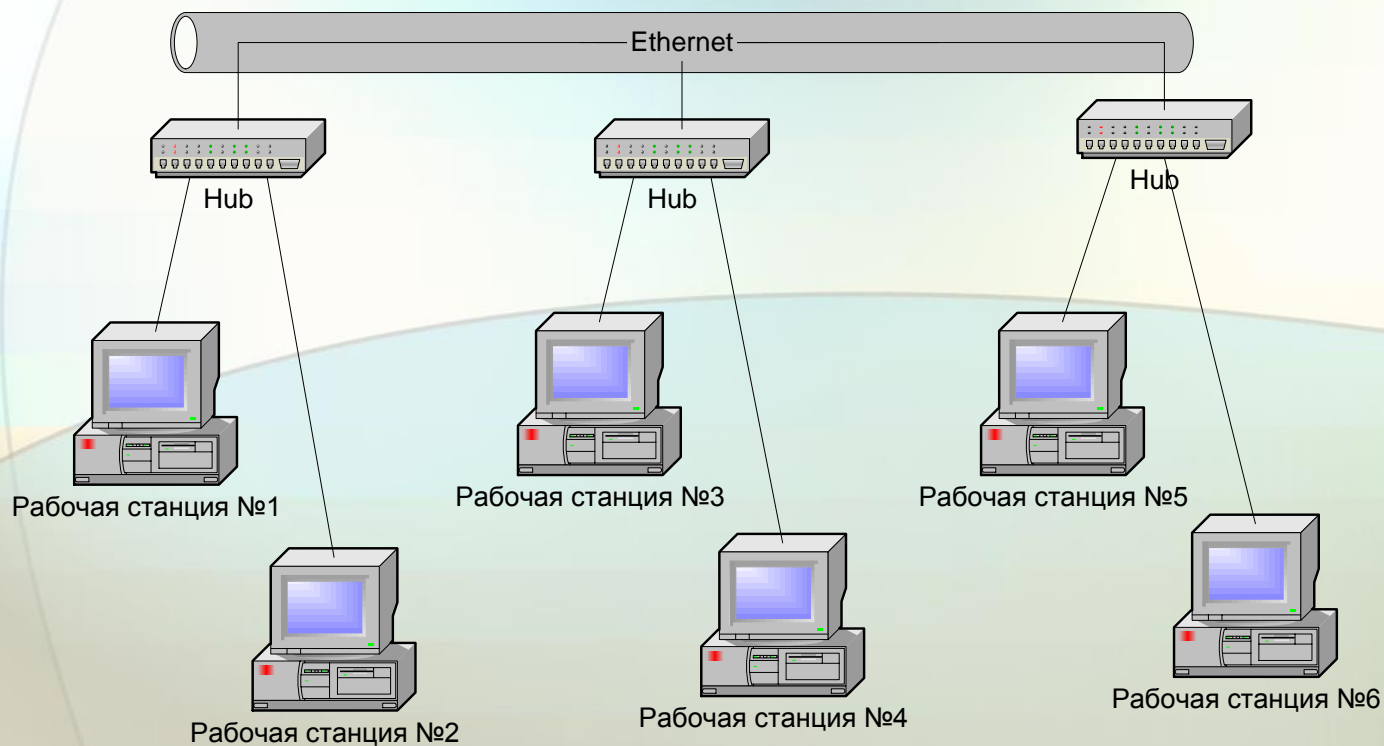 Ethernet
Hub
Hub
Hub
Рабочая станция №1
Рабочая станция №3
Рабочая станция №5
Рабочая станция №2
Рабочая станция №4
Рабочая станция №6